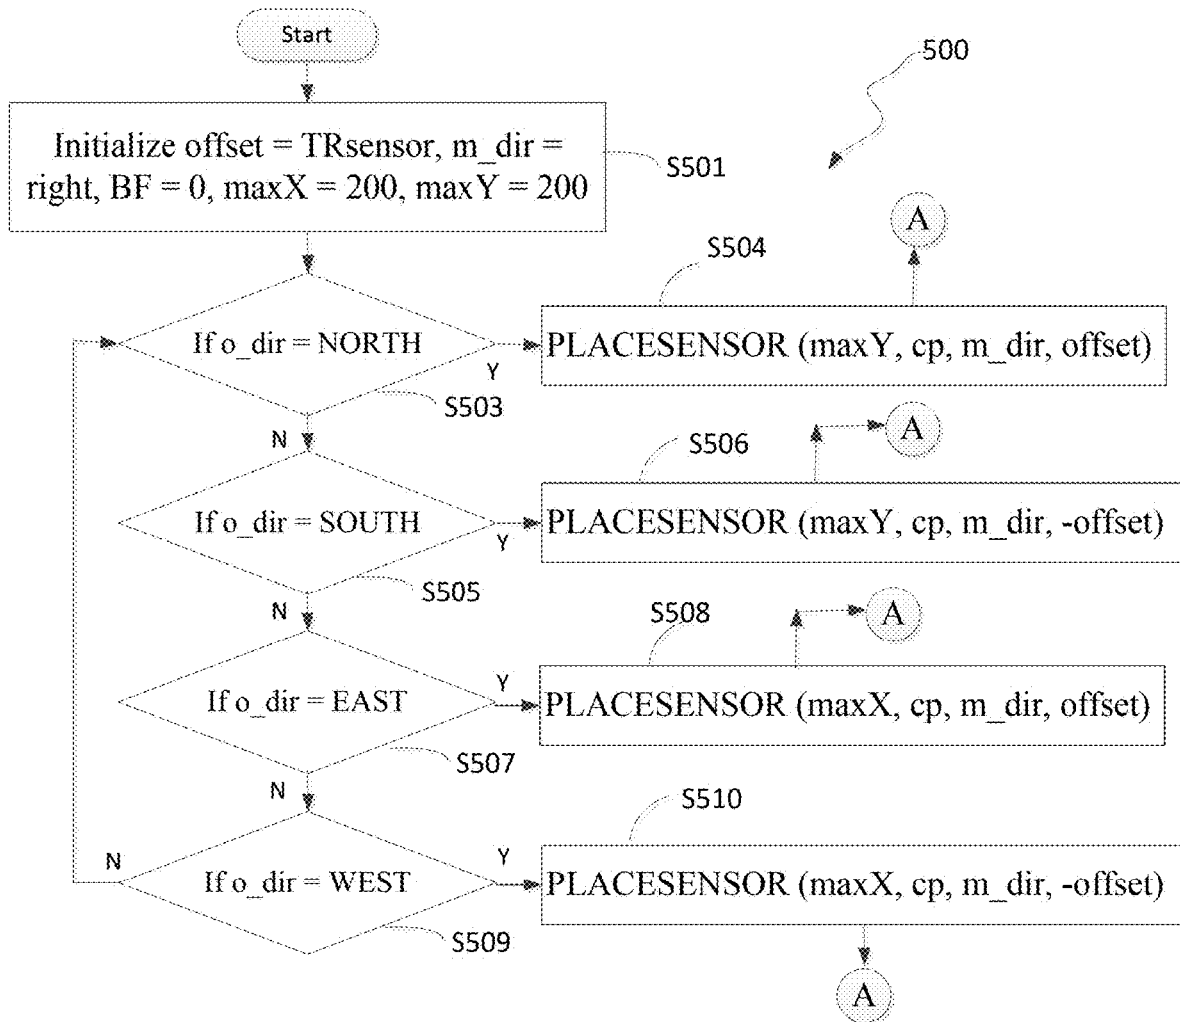 Start
500
Initialize offset = TRsensor, m_dir =
right, BF = 0, maxX = 200, maxY = 200
S501
A
S504
If o_dir = NORTH
Y
PLACESENSOR (maxY, cp, m_dir, offset)
S503
N
A
S506
If o_dir = SOUTH
Y
PLACESENSOR (maxY, cp, m_dir, -offset)
S505
N
A
S508
If o_dir = EAST
Y
PLACESENSOR (maxX, cp, m_dir, offset)
S507
N
S510
N
If o_dir = WEST
Y
PLACESENSOR (maxX, cp, m_dir, -offset)
S509
A